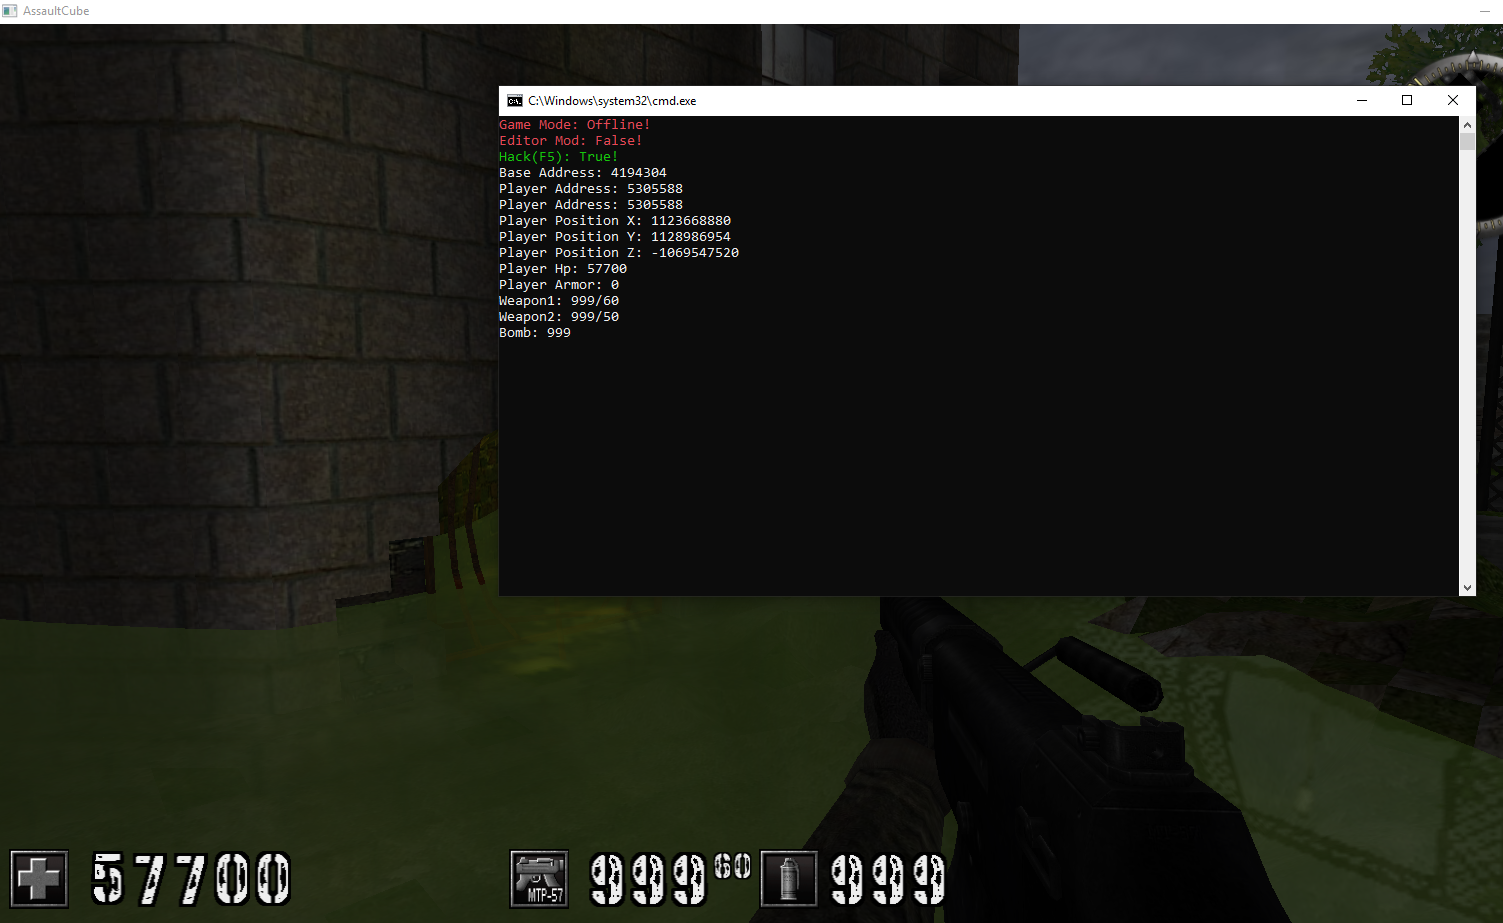 AssaultCube
C:\Windows\system32\cmd.exe
Game Mode: Offline!
Editor Mod: False!
Hack(F5): True!
Base Address: 4194304
Player Address: 5305588
Player Address: 5305588
Player Position X: 1123668880
Player Position Y: 1128986954
Player Position Z: -1069547520
Player Hp: 57700
Player Armor: 0
Weapon1: 999/60
Weapon2: 999/50
Bomb: 999
57700
MTP-57
999 60
999